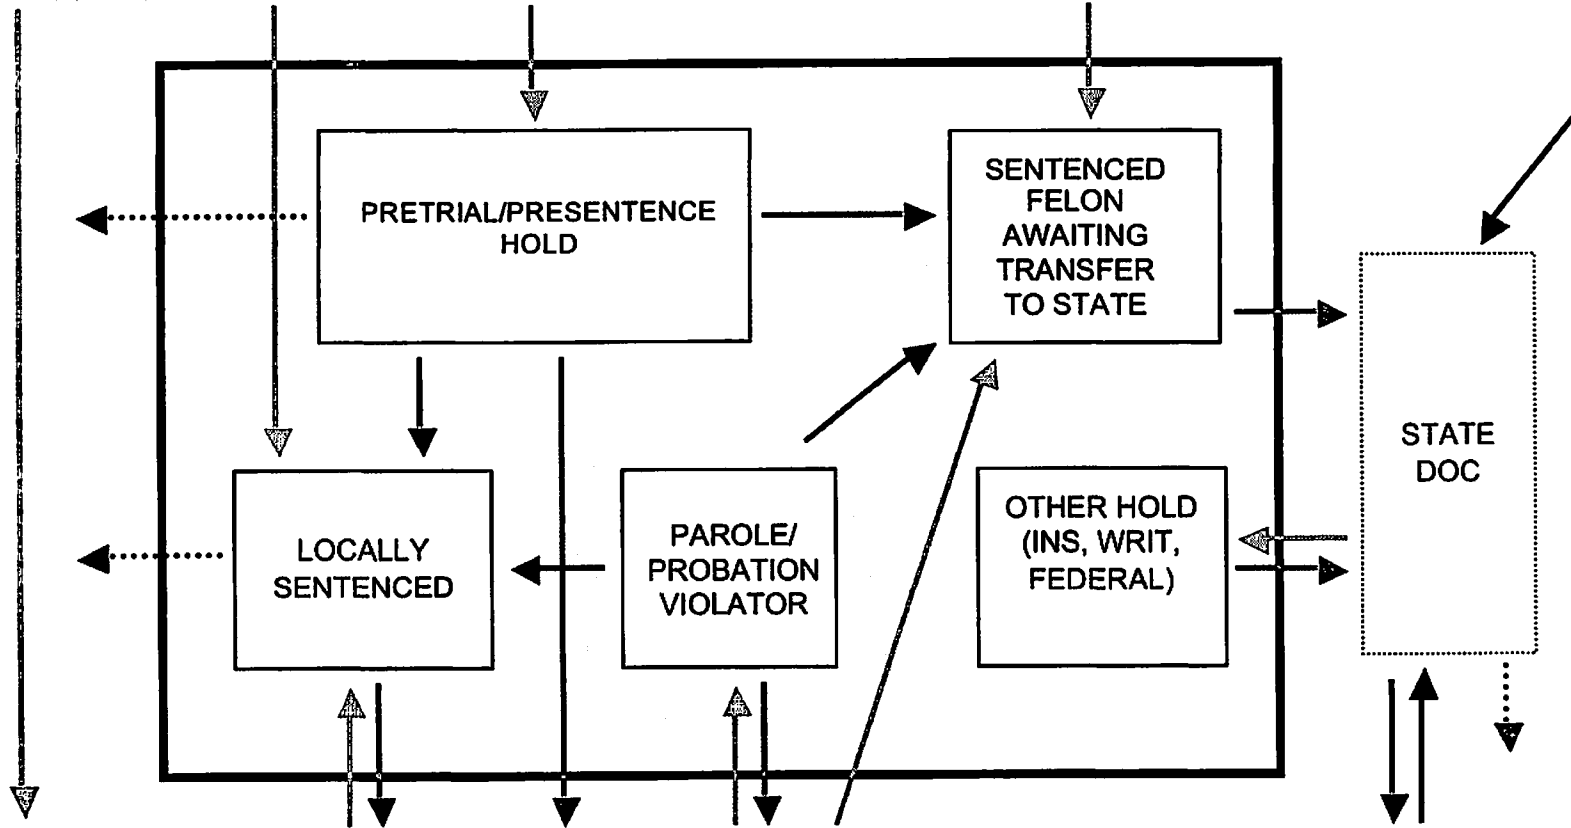 PRETRIAL/PRESENTENCE
HOLD
SENTENCED
FELON
AWAITING
TRANSFER
TO STATE
STATE
DOC
LOCALLY
SENTENCED
PAROLE/
PROBATION
VIOLATOR
OTHER HOLD
(INS, WRIT,
FEDERAL)